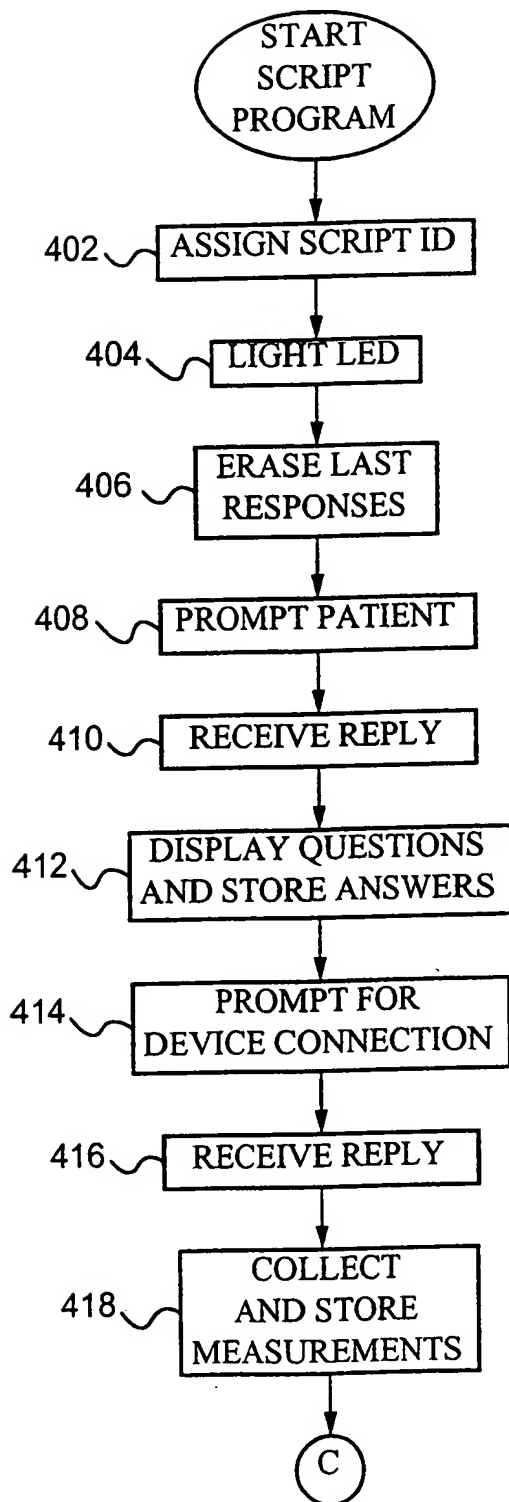 START
SCRIPT
PROGRAM
402
ASSIGN SCRIPT ID
404
LIGHT LED
406
ERASE LAST
RESPONSES
408
PROMPT PATIENT
410
RECEIVE REPLY
412
DISPLAY QUESTIONS
AND STORE ANSWERS
414
PROMPT FOR
DEVICE CONNECTION
416
RECEIVE REPLY
418
COLLECT
AND STORE
MEASUREMENTS
C